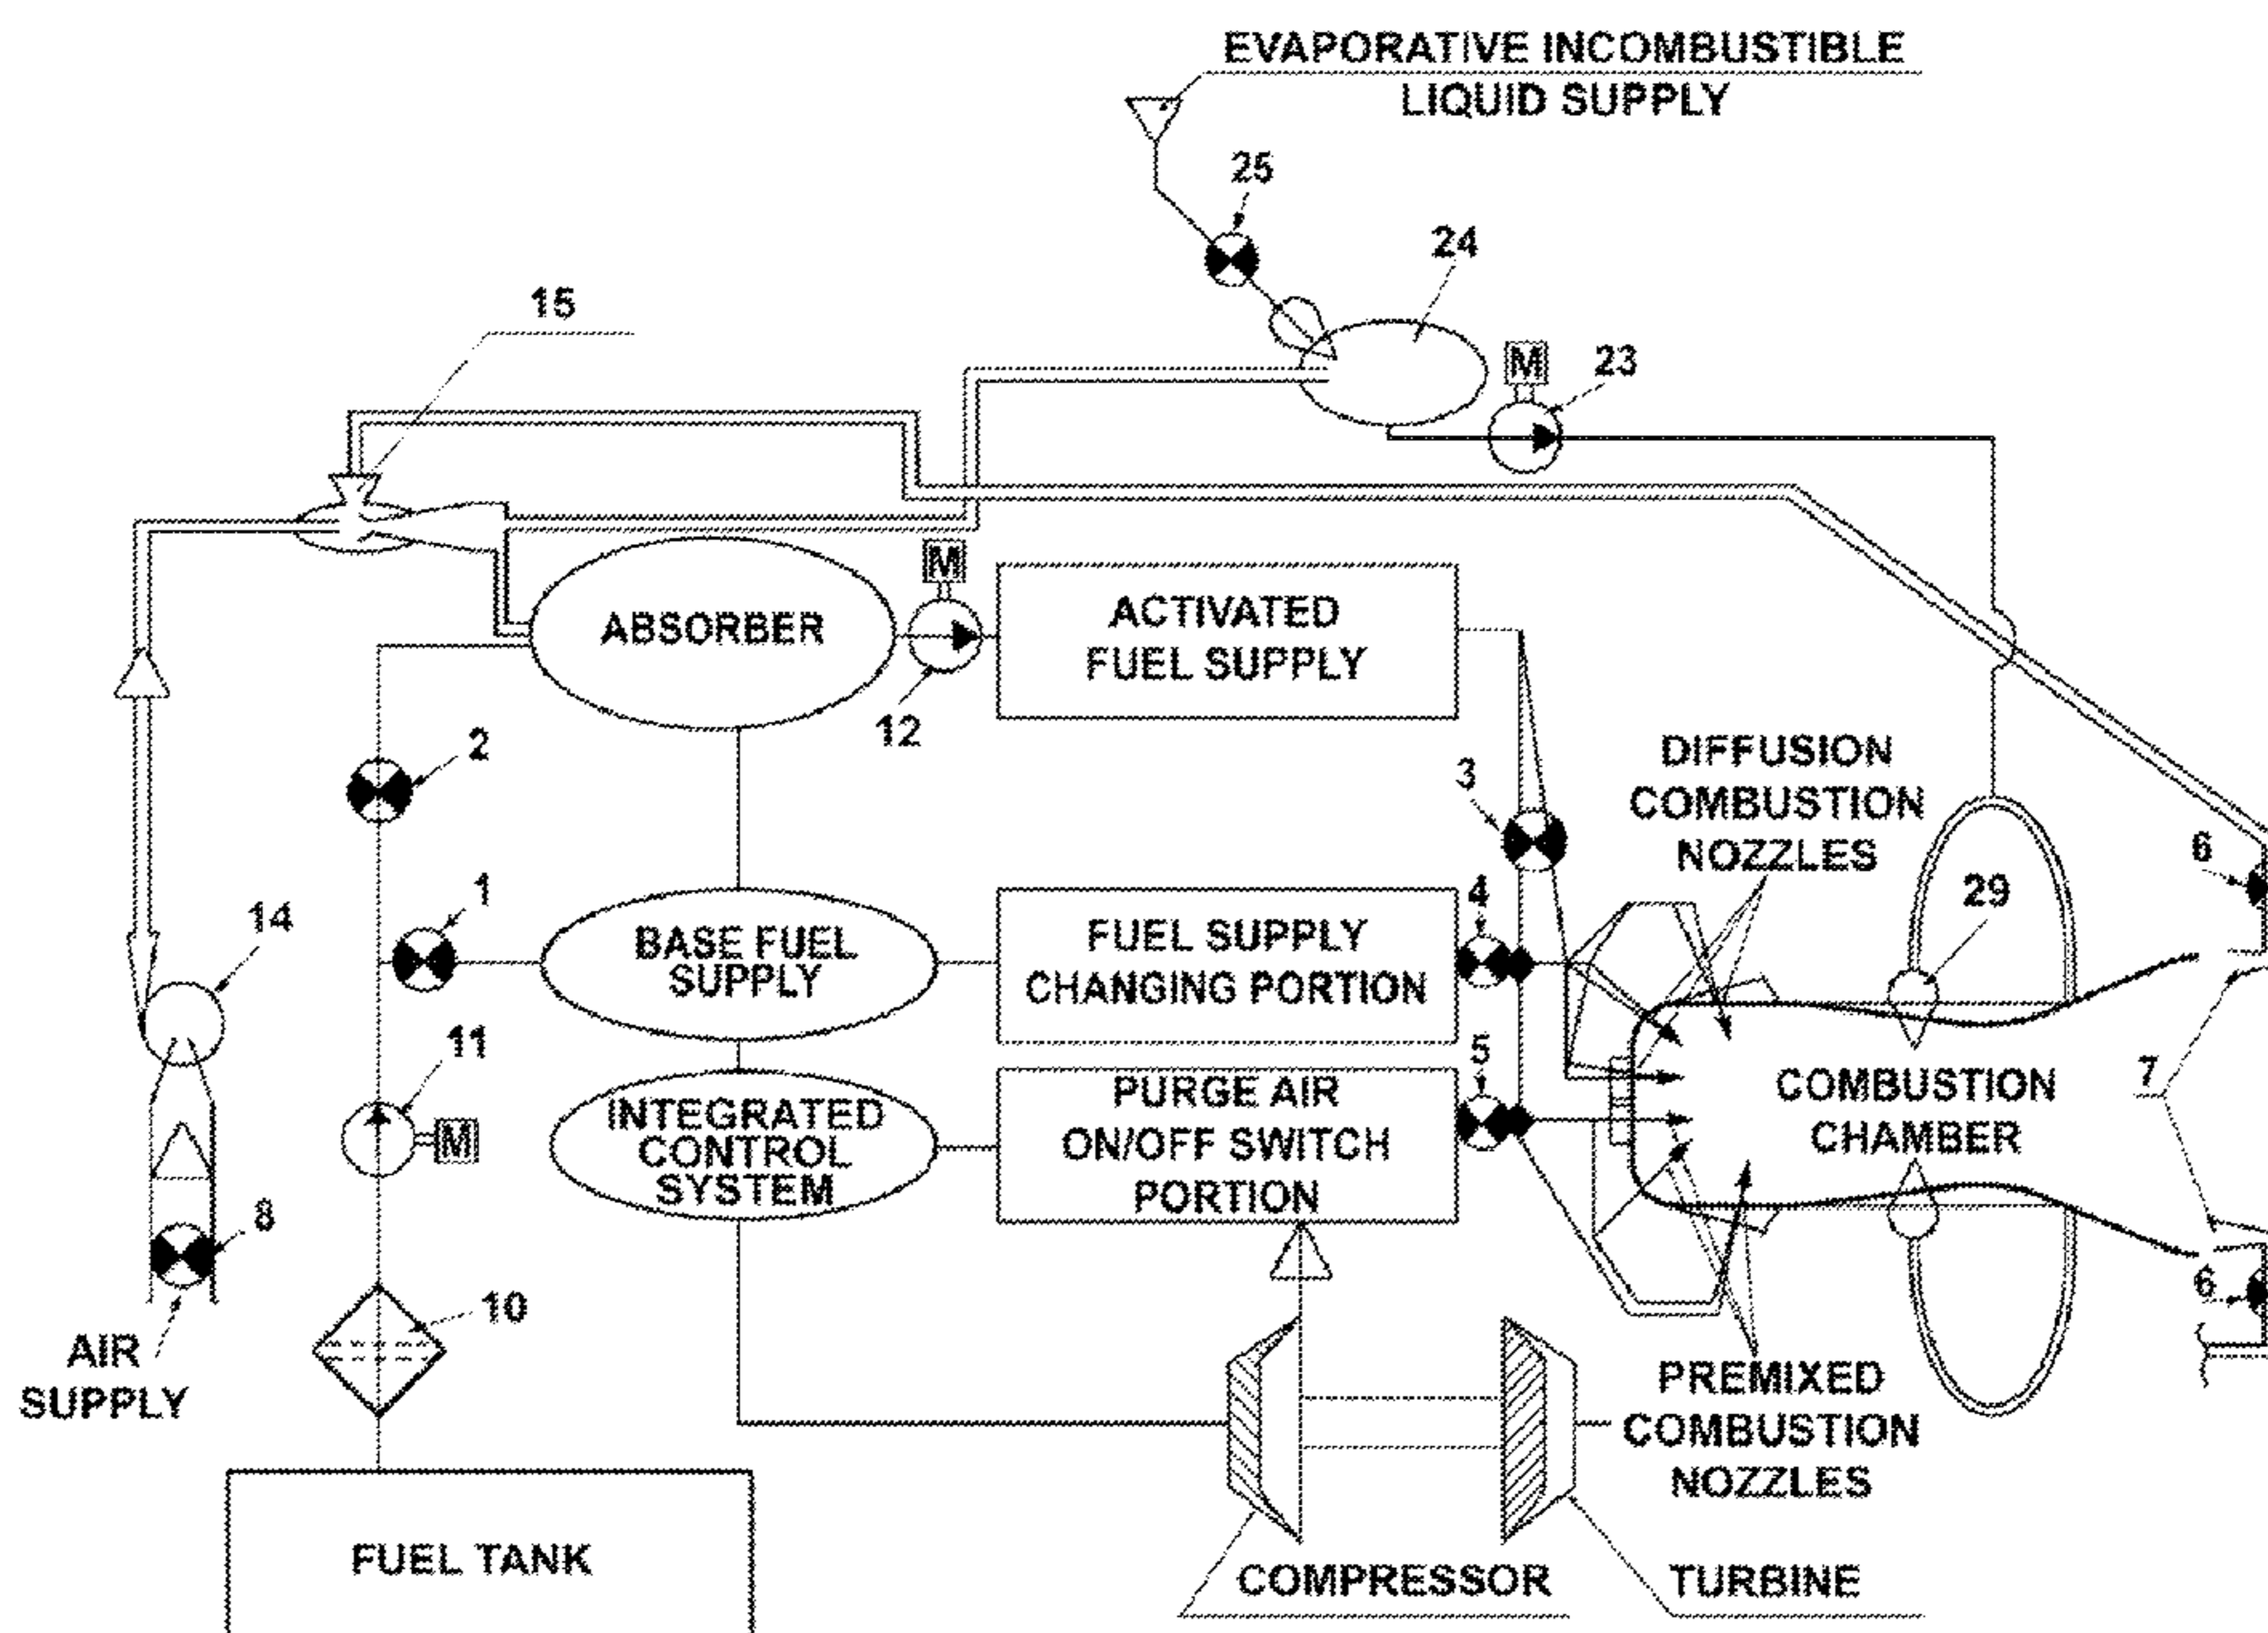 EVAPORATIVE INCOMBUSTIBLE
LIQUID SUPPLY
25
24
15
M
23
M
ABSORBER
ACTIVATED
FUEL SUPPLY
12
2
3
DIFFUSION
COMBUSTION
NOZZLES
6
1
4
29
14
BASE FUEL
SUPPLY
FUEL SUPPLY
CHANGING PORTION
11
5
7
M
INTEGRATED
CONTROL
SYSTEM
PURGE AIR
ON/OFF SWITCH
PORTION
COMBUSTION
CHAMBER
8
6
10
AIR
SUPPLY
PREMIXED
COMBUSTION
NOZZLES
FUEL TANK
COMPRESSOR
TURBINE